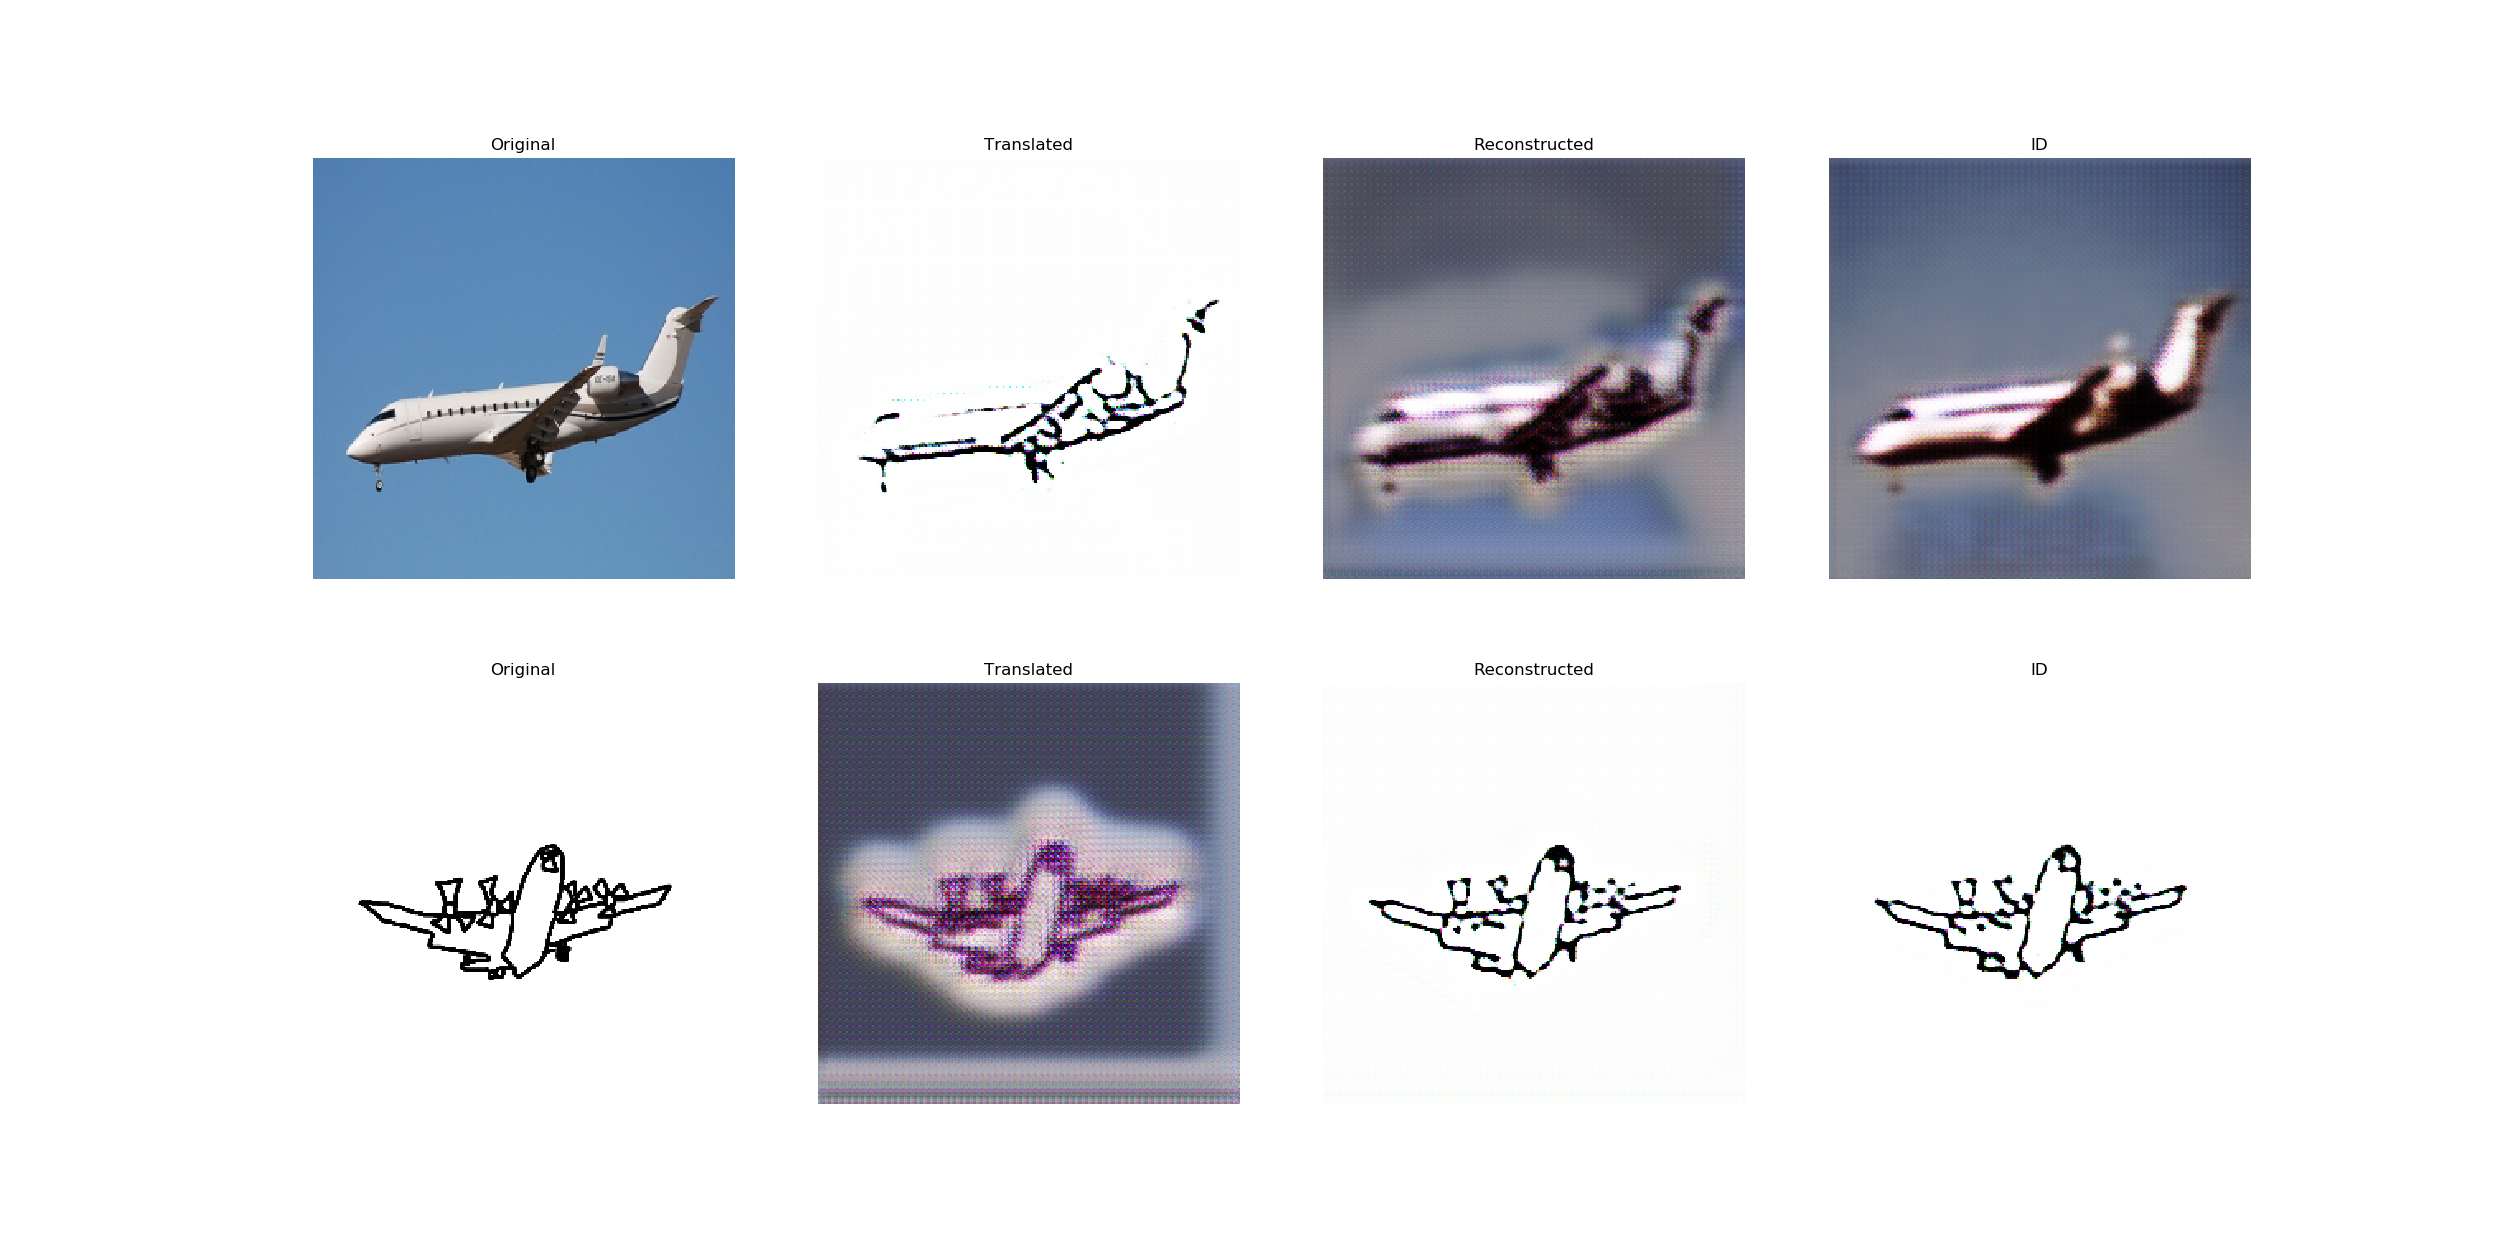 Original
Translated
Reconstructed
ID
Original
Translated
Reconstructed
ID